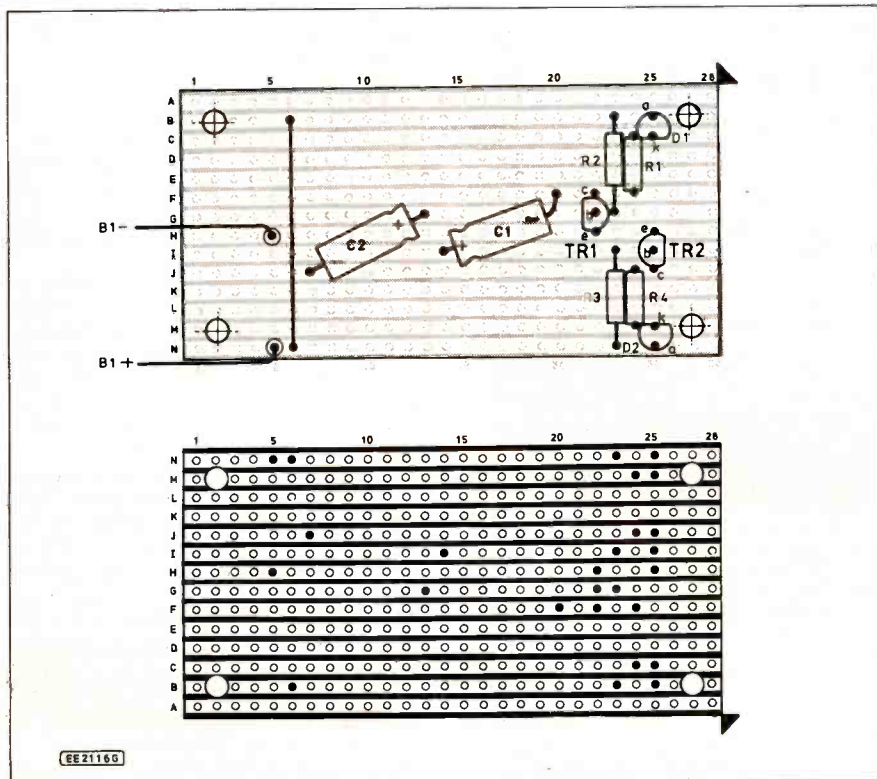 1 5 10 15 20 25 28
A
B
a
C
D1
k
D
R2 R1
E
F
c
G
b
B1-
H
e e
C2 + C1 -
I
TR1 b TR2
- +
J
c
K
R3 R4
L
k
M
N
D2 a
B1+
1 5 10 15 20 25 28
N
M
L
K
J
I
H
G
F
E
D
C
B
A
EE2116G